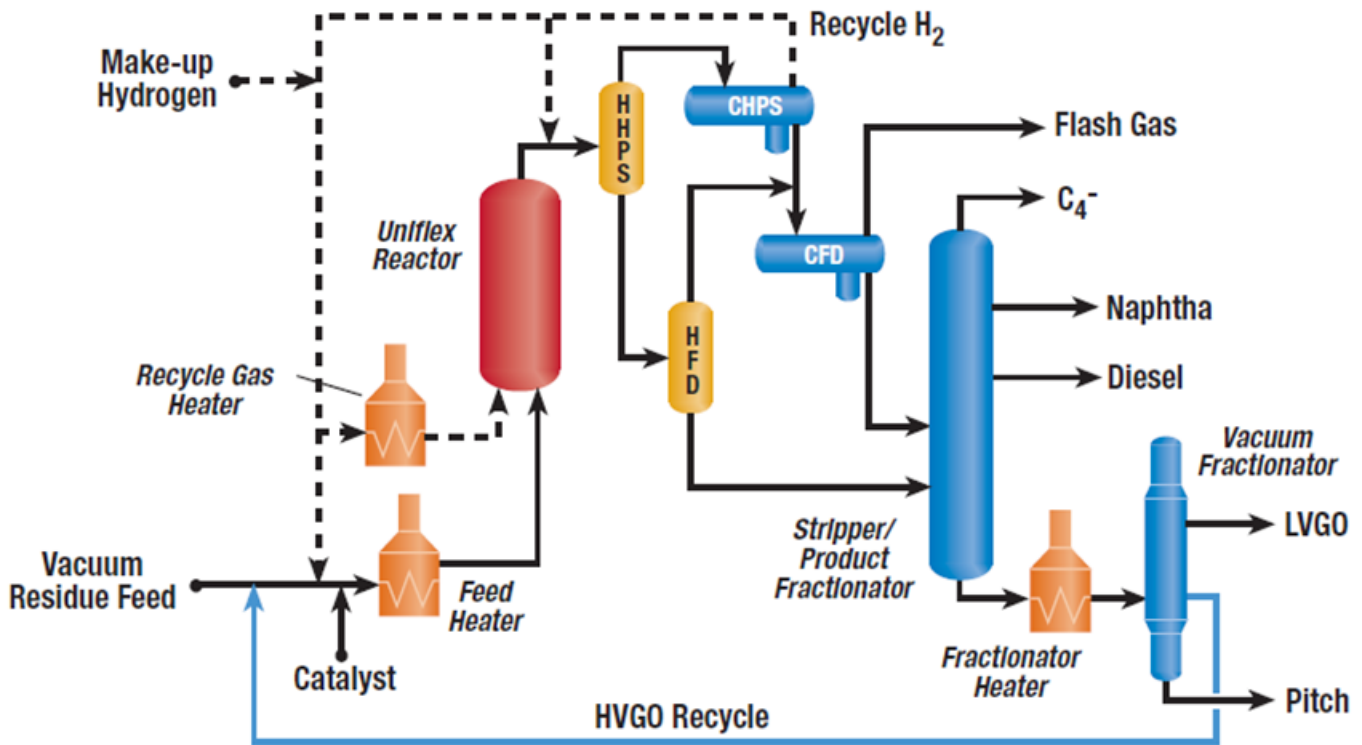 Recycle H₂
Make-up
Hydrogen
HHPS
CHPS
Flash Gas
C₄-
Uniflex
Reactor
CFD
Naphtha
HFD
Diesel
Recycle Gas
Heater
Vacuum
Fractionator
LVGO
Stripper/
Product
Fractionator
Vacuum
Residue Feed
Feed
Heater
Catalyst
Fractionator
Heater
Pitch
HVGO Recycle